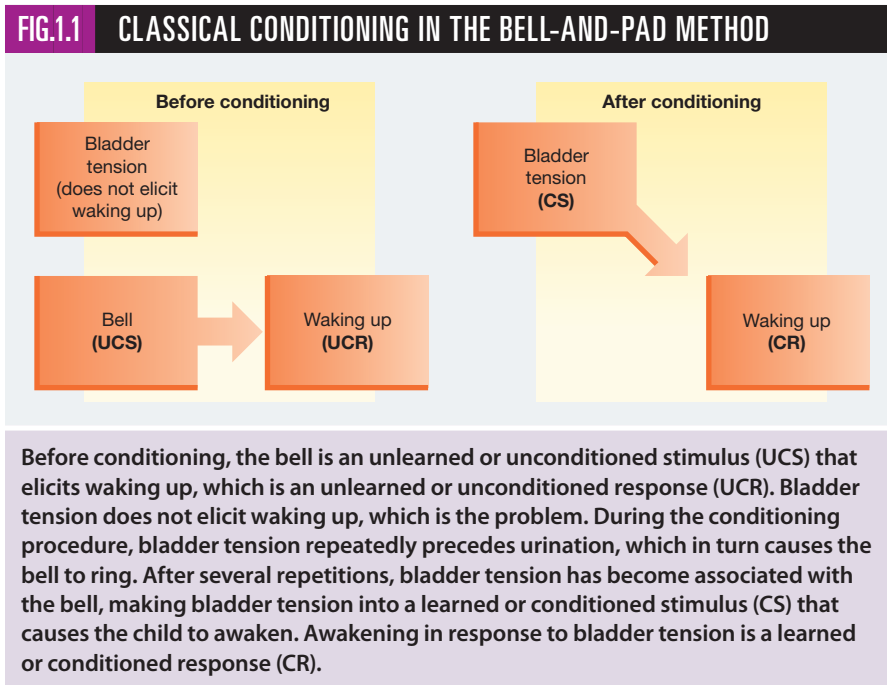 FIG.1.1 CLASSICAL CONDITIONING IN THE BELL-AND-PAD METHOD
Before conditioning
Bladder
tension
(does not elicit
waking up)
Bell
(UCS)
Waking up
(UCR)
After conditioning
Bladder
tension
(CS)
Waking up
(CR)
Before conditioning, the bell is an unlearned or unconditioned stimulus (UCS) that
elicits waking up, which is an unlearned or unconditioned response (UCR). Bladder
tension does not elicit waking up, which is the problem. During the conditioning
procedure, bladder tension repeatedly precedes urination, which in turn causes the
bell to ring. After several repetitions, bladder tension has become associated with
the bell, making bladder tension into a learned or conditioned stimulus (CS) that
causes the child to awaken. Awakening in response to bladder tension is a learned
or conditioned response (CR).